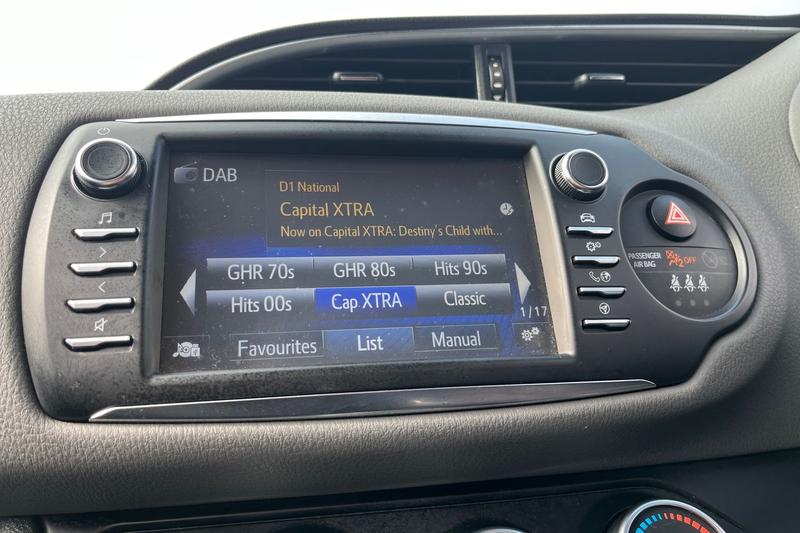 DAB
D1 National
Capital XTRA
Now on Capital XTRA: Destiny's Child with...
GHR 70s GHR 80s Hits 90s
Hits 00s Cap XTRA Classic
1/17
Favourites List Manual
PASSENGER
AIR BAG
OFF